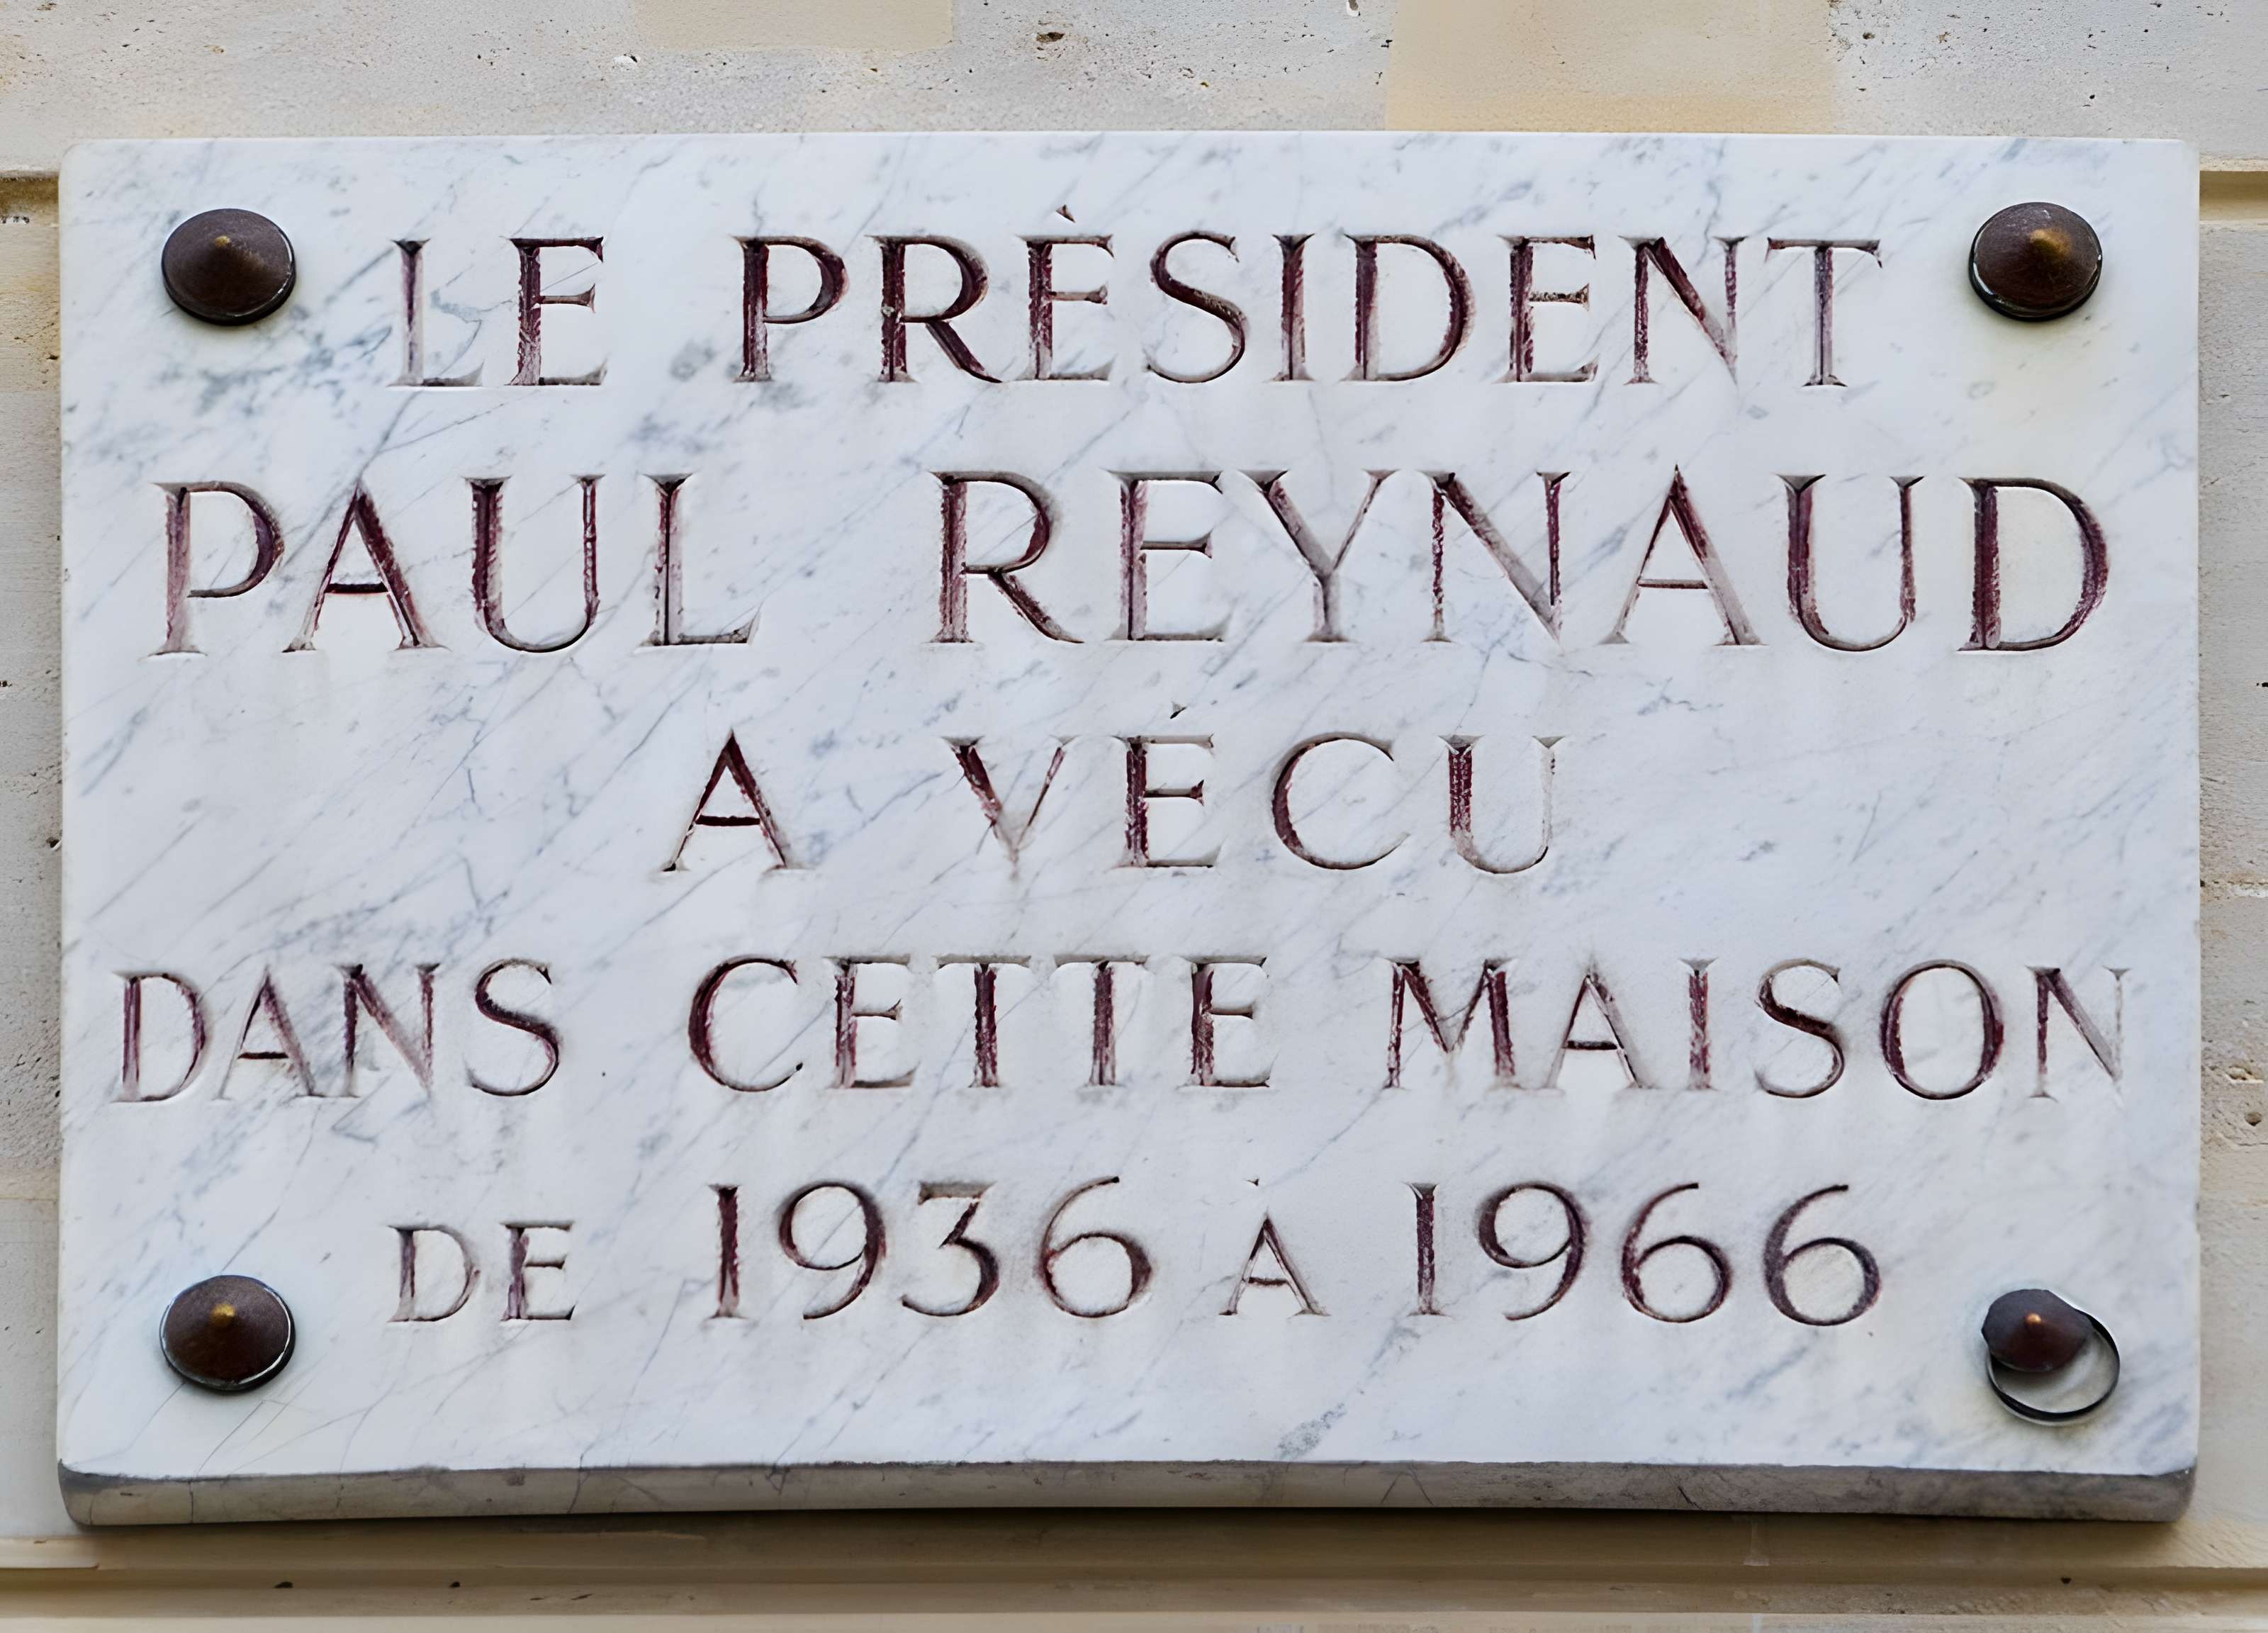 LE PRÈSIDENT
PAUL REYNAUD
A VÉCU
DANS CETTE MAISON
DE 1936 À 1966